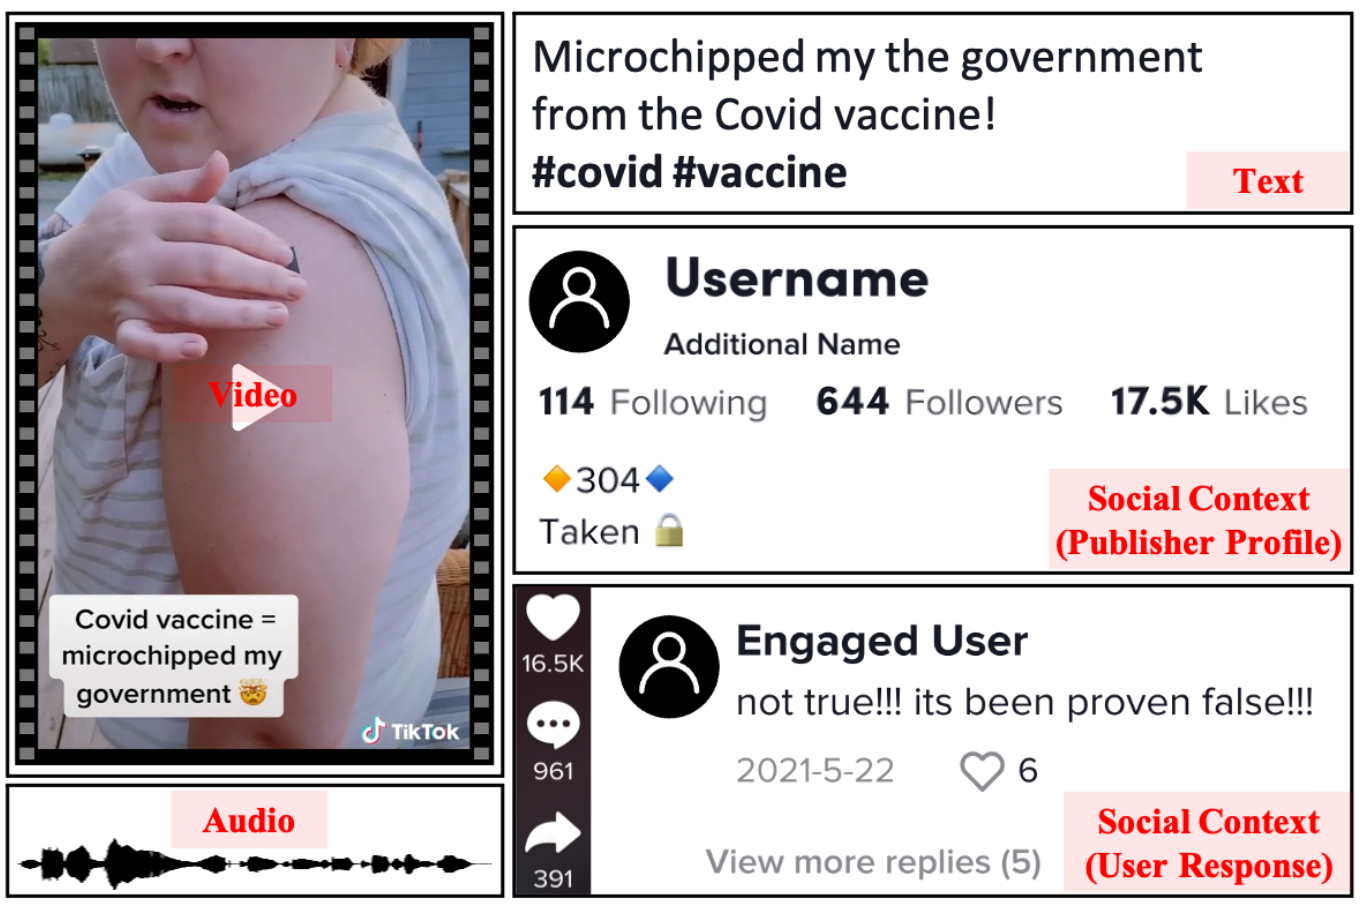 Video
Covid vaccine =
microchipped my
government 🤯
TikTok
Audio
Microchipped my the government
from the Covid vaccine!
#covid #vaccine
Text
Username
Additional Name
114 Following 644 Followers 17.5K Likes
🔶304🔷
Taken 🔒
Social Context
(Publisher Profile)
16.5K
961
391
Engaged User
not true!!! its been proven false!!!
2021-5-22 6
View more replies (5)
Social Context
(User Response)